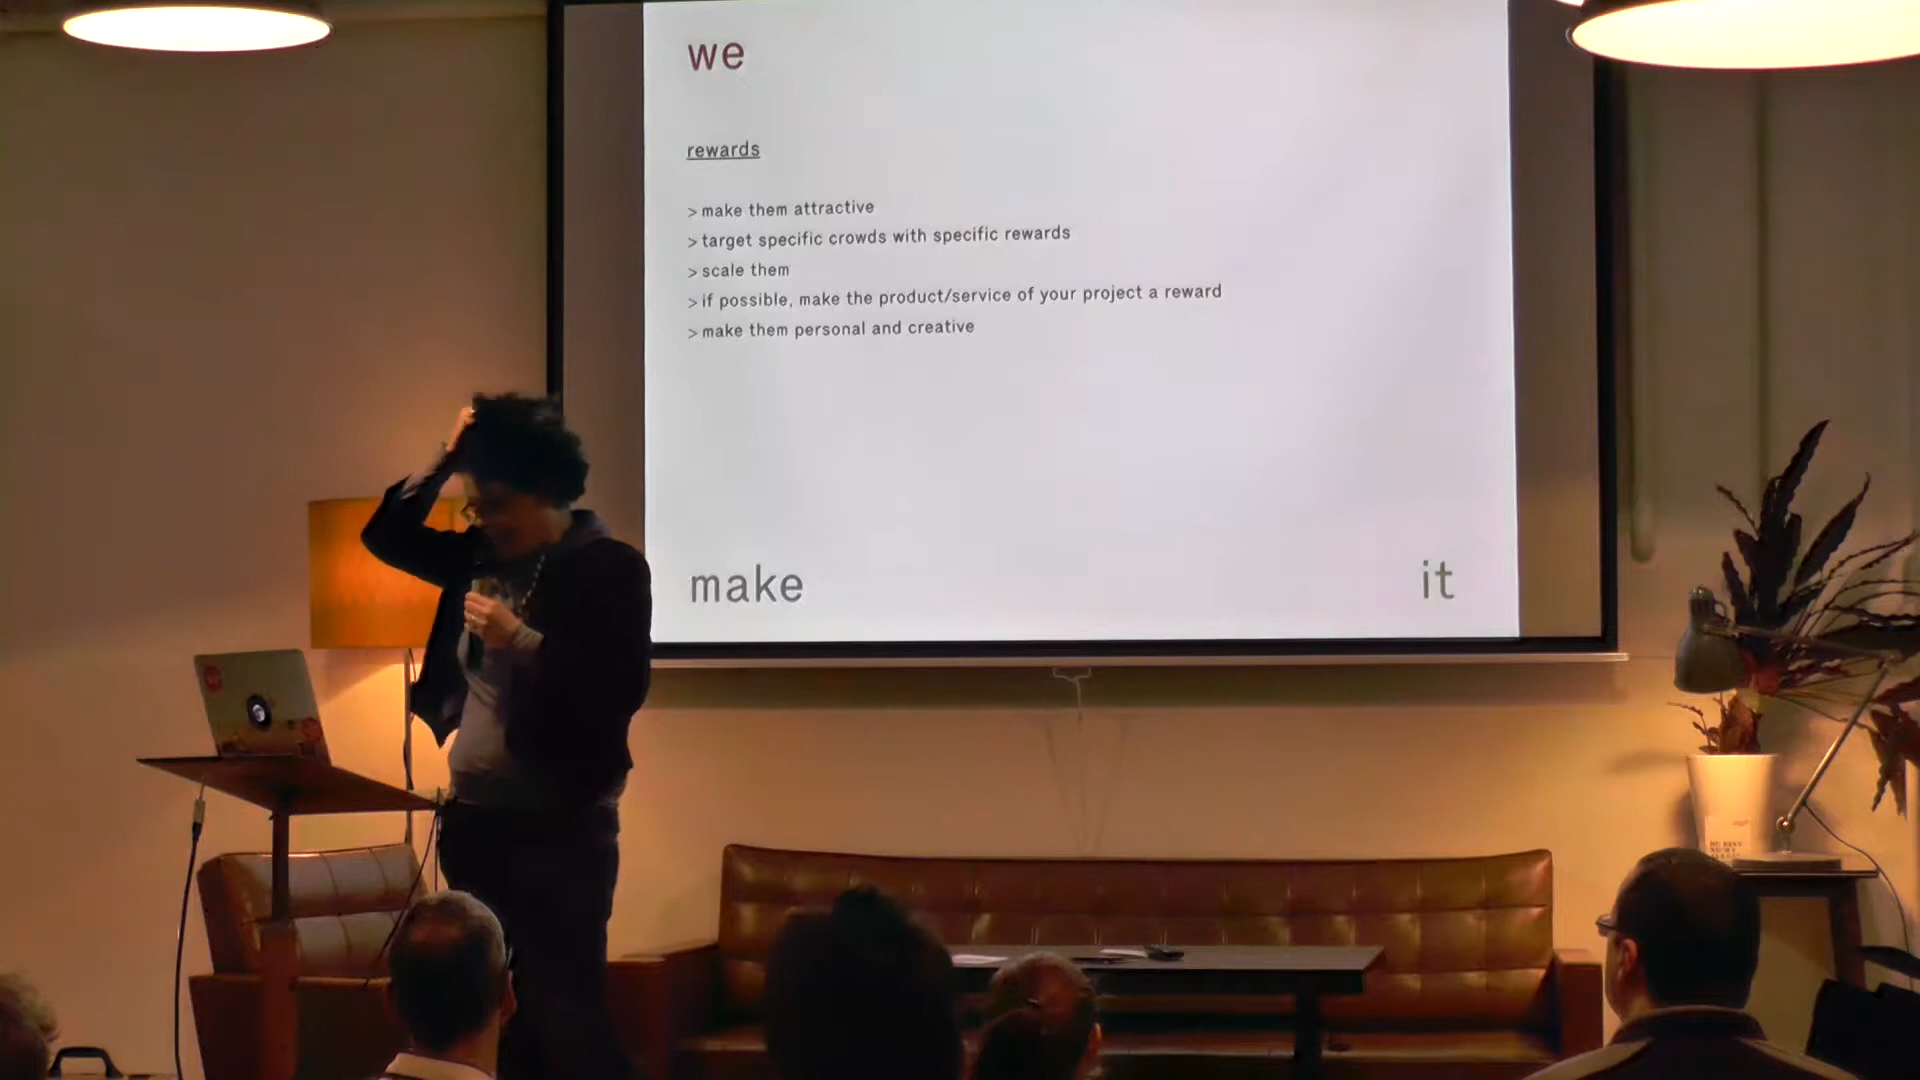 we
rewards
> make them attractive
> target specific crowds with specific rewards
> scale them
> if possible, make the product/service of your project a reward
> make them personal and creative
make it